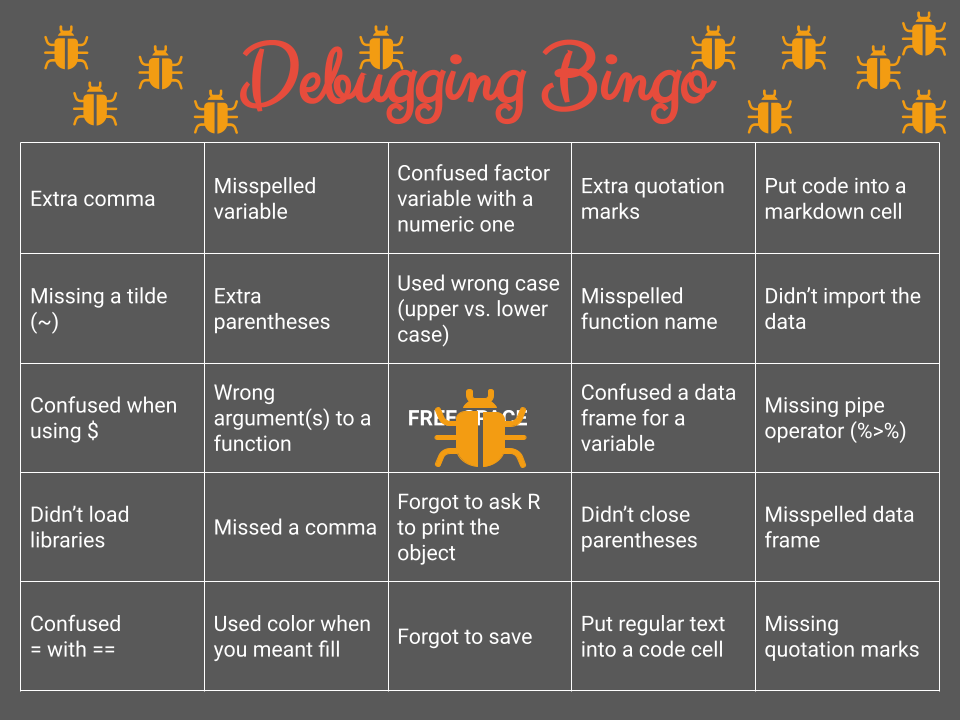 Debugging Bingo
Extra comma
Misspelled
variable
Confused factor
variable with a
numeric one
Extra quotation
marks
Put code into a
markdown cell
Missing a tilde
(~)
Extra
parentheses
Used wrong case
(upper vs. lower
case)
Misspelled
function name
Didn’t import the
data
Confused when
using $
Wrong
argument(s) to a
function
FREE SPACE
Confused a data
frame for a
variable
Missing pipe
operator (%>%)
Didn’t load
libraries
Missed a comma
Forgot to ask R
to print the
object
Didn’t close
parentheses
Misspelled data
frame
Confused
= with ==
Used color when
you meant fill
Forgot to save
Put regular text
into a code cell
Missing
quotation marks